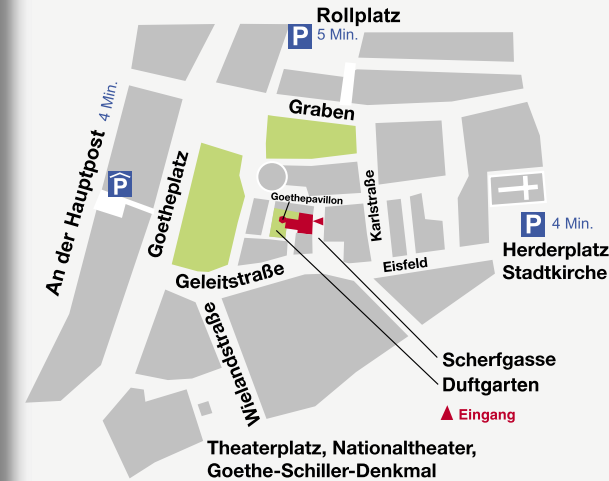 Rollplatz
P 5 Min.
Graben
An der Hauptpost 4 Min.
P
Goetheplatz
Goethepavillon
Karlstraße
P 4 Min.
Herderplatz
Stadtkirche
Eisfeld
Geleitstraße
Wielandstraße
Scherfgasse
Duftgarten
Eingang
Theaterplatz, Nationaltheater,
Goethe-Schiller-Denkmal